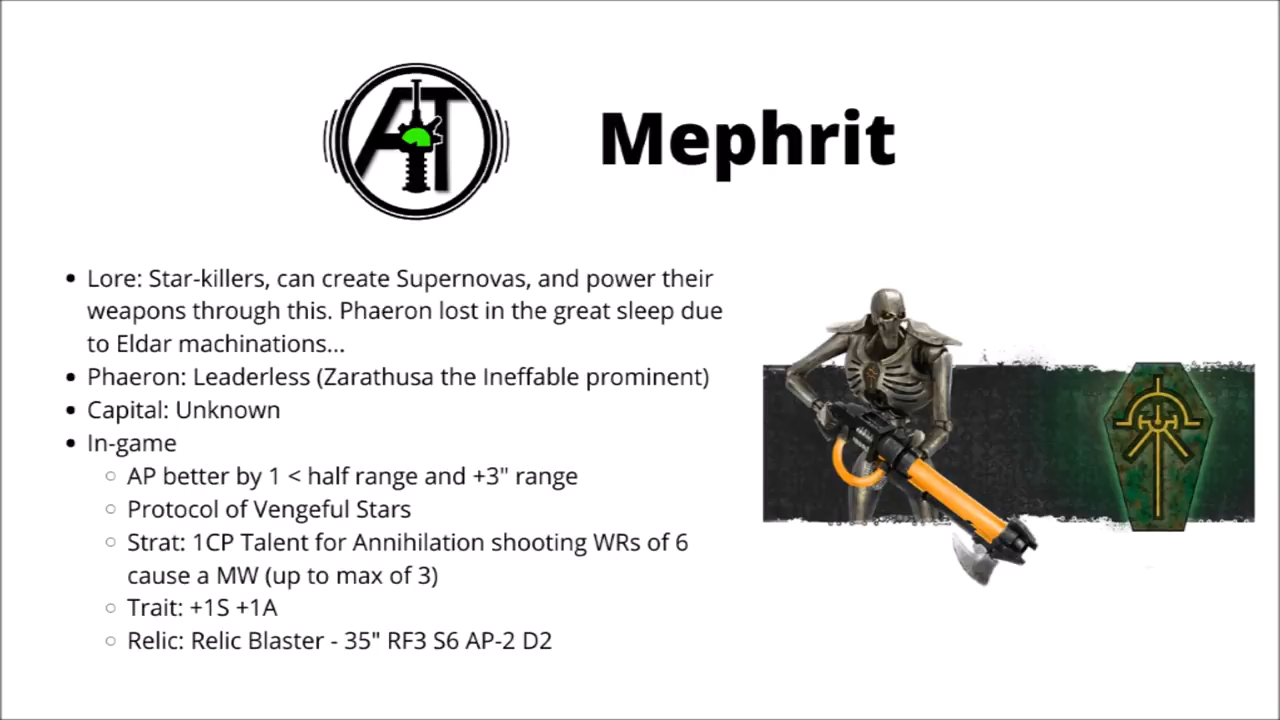 AT
Mephrit
Lore: Star-killers, can create Supernovas, and power their
weapons through this. Phaeron lost in the great sleep due
to Eldar machinations...
Phaeron: Leaderless (Zarathusa the Ineffable prominent)
Capital: Unknown
In-game
AP better by 1 < half range and +3" range
Protocol of Vengeful Stars
Strat: 1CP Talent for Annihilation shooting WRs of 6
cause a MW (up to max of 3)
Trait: +1S +1A
Relic: Relic Blaster - 35" RF3 S6 AP-2 D2